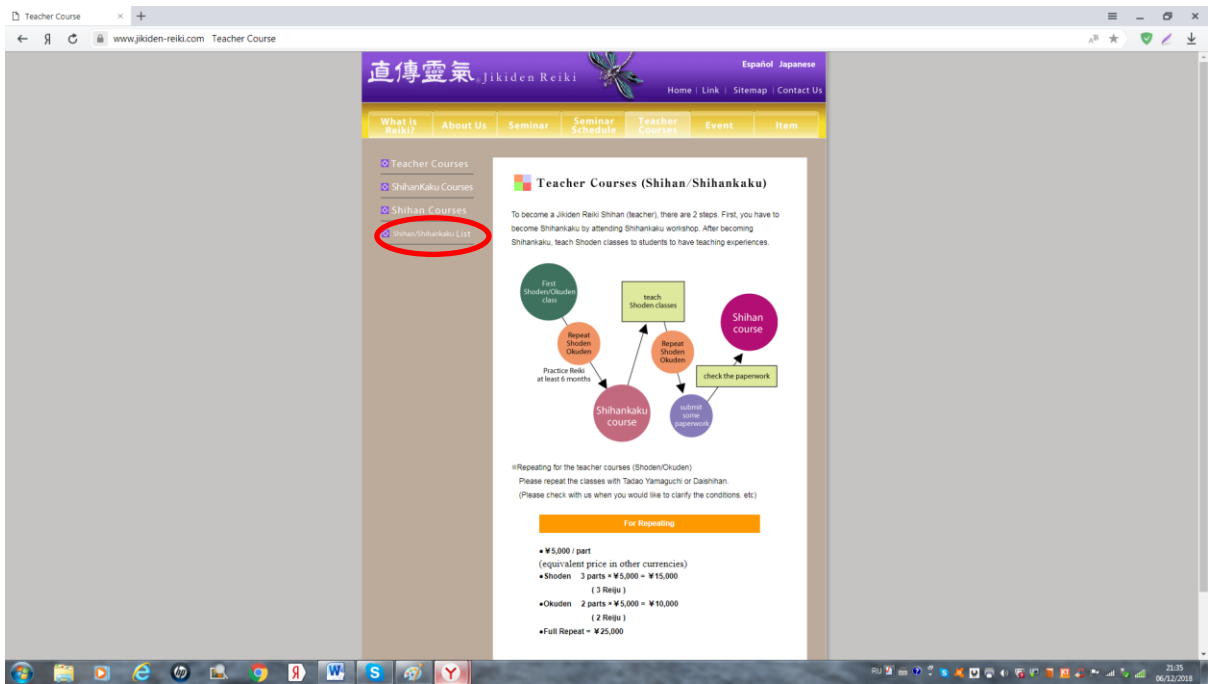 Teacher Course
www.jikiden-reiki.com Teacher Course
直傳靈氣 Jikiden Reiki
Español Japanese
Home | Link | Sitemap | Contact Us
What is Reiki?
About Us
Seminar
Seminar Schedule
Teacher Courses
Event
Item
Teacher Courses
ShihanKaku Courses
Shihan Courses
Shihan/Shihankaku List
Teacher Courses (Shihan/Shihankaku)
To become a Jikiden Reiki Shihan (teacher), there are 2 steps. First, you have to
become Shihankaku by attending Shihankaku workshop. After becoming
Shihankaku, teach Shoden classes to students to have teaching experiences.
First
Shoden/Okuden
class
Repeat
Shoden
Okuden
Practice Reiki
at least 6 months
Shihankaku
course
teach
Shoden classes
Repeat
Shoden
Okuden
submit
some
paperwork
check the paperwork
Shihan
course
※Repeating for the teacher courses (Shoden/Okuden)
Please repeat the classes with Tadao Yamaguchi or Daishihan.
(Please check with us when you would like to clarify the conditions. etc)
For Repeating
● ¥5,000 / part
(equivalent price in other currencies)
●Shoden 3 parts × ¥5,000 = ¥15,000
( 3 Reiju )
●Okuden 2 parts × ¥5,000 = ¥10,000
( 2 Reiju )
●Full Repeat = ¥25,000
RU
21:35
06/12/2018